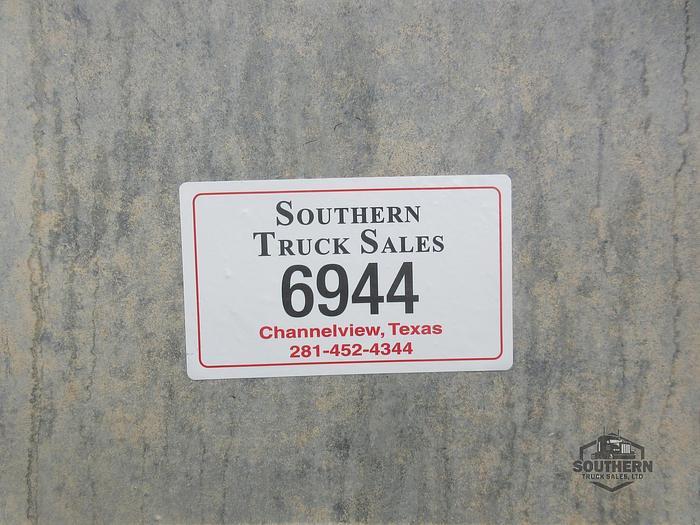 SOUTHERN
TRUCK SALES
6944
Channelview, Texas
281-452-4344
SOUTHERN
TRUCK SALES, LTD